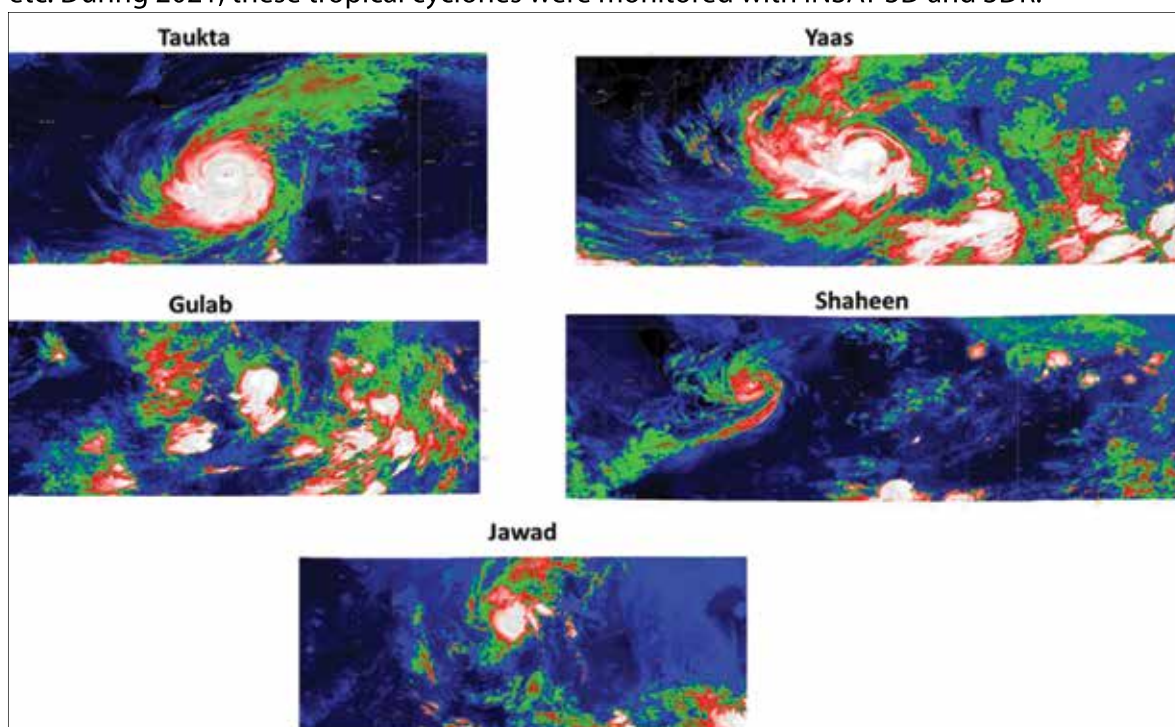 etc. During 2021, these tropical cyclones were monitored with INSAT 3D and 3DR.
Taukta
Yaas
Gulab
Shaheen
Jawad